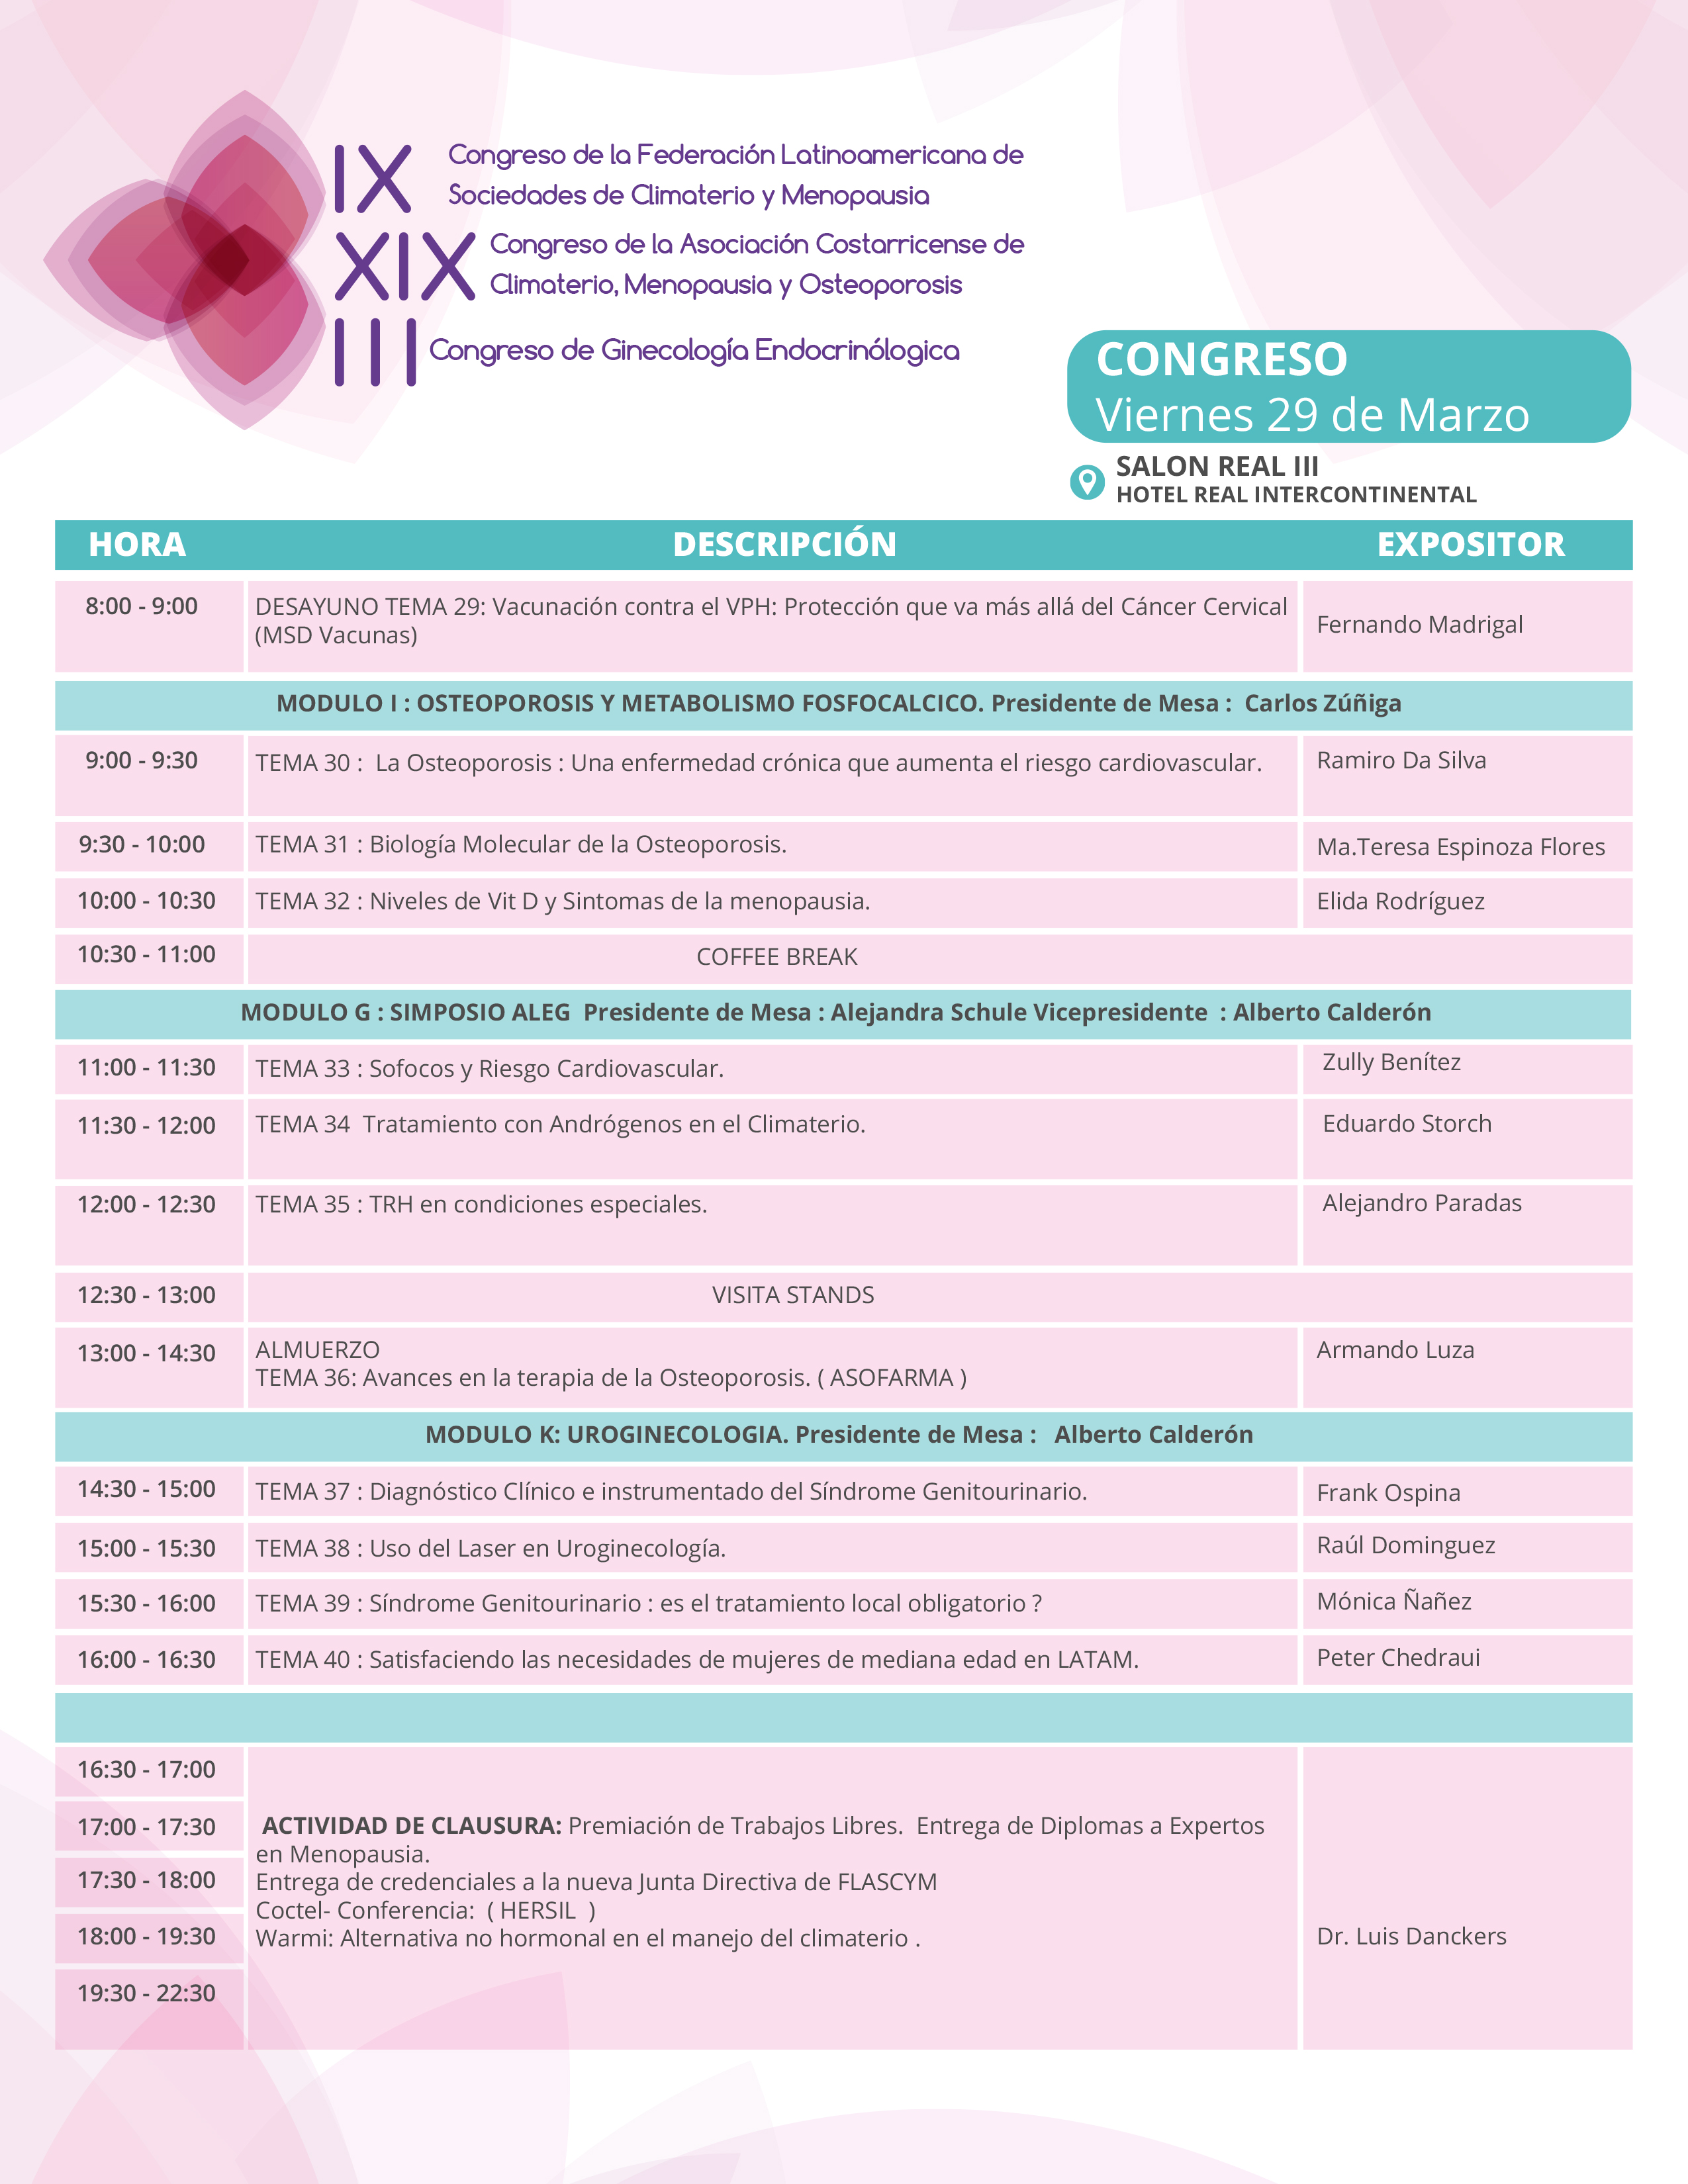 IX Congreso de la Federación Latinoamericana de
Sociedades de Climaterio y Menopausia
XIX Congreso de la Asociación Costarricense de
Climaterio, Menopausia y Osteoporosis
III Congreso de Ginecología Endocrinólogica
CONGRESO
Viernes 29 de Marzo
SALON REAL III
HOTEL REAL INTERCONTINENTAL
HORA DESCRIPCIÓN EXPOSITOR
8:00 - 9:00 DESAYUNO TEMA 29: Vacunación contra el VPH: Protección que va más allá del Cáncer Cervical
(MSD Vacunas) Fernando Madrigal
MODULO I : OSTEOPOROSIS Y METABOLISMO FOSFOCALCICO. Presidente de Mesa : Carlos Zúñiga
9:00 - 9:30 TEMA 30 : La Osteoporosis : Una enfermedad crónica que aumenta el riesgo cardiovascular. Ramiro Da Silva
9:30 - 10:00 TEMA 31 : Biología Molecular de la Osteoporosis. Ma.Teresa Espinoza Flores
10:00 - 10:30 TEMA 32 : Niveles de Vit D y Sintomas de la menopausia. Elida Rodríguez
10:30 - 11:00 COFFEE BREAK
MODULO G : SIMPOSIO ALEG Presidente de Mesa : Alejandra Schule Vicepresidente : Alberto Calderón
11:00 - 11:30 TEMA 33 : Sofocos y Riesgo Cardiovascular. Zully Benítez
11:30 - 12:00 TEMA 34 Tratamiento con Andrógenos en el Climaterio. Eduardo Storch
12:00 - 12:30 TEMA 35 : TRH en condiciones especiales. Alejandro Paradas
12:30 - 13:00 VISITA STANDS
13:00 - 14:30 ALMUERZO Armando Luza
TEMA 36: Avances en la terapia de la Osteoporosis. ( ASOFARMA )
MODULO K: UROGINECOLOGIA. Presidente de Mesa : Alberto Calderón
14:30 - 15:00 TEMA 37 : Diagnóstico Clínico e instrumentado del Síndrome Genitourinario. Frank Ospina
15:00 - 15:30 TEMA 38 : Uso del Laser en Uroginecología. Raúl Dominguez
15:30 - 16:00 TEMA 39 : Síndrome Genitourinario : es el tratamiento local obligatorio ? Mónica Ñañez
16:00 - 16:30 TEMA 40 : Satisfaciendo las necesidades de mujeres de mediana edad en LATAM. Peter Chedraui
16:30 - 17:00
17:00 - 17:30 ACTIVIDAD DE CLAUSURA: Premiación de Trabajos Libres. Entrega de Diplomas a Expertos
en Menopausia.
17:30 - 18:00 Entrega de credenciales a la nueva Junta Directiva de FLASCYM
Coctel- Conferencia: ( HERSIL )
18:00 - 19:30 Warmi: Alternativa no hormonal en el manejo del climaterio . Dr. Luis Danckers
19:30 - 22:30